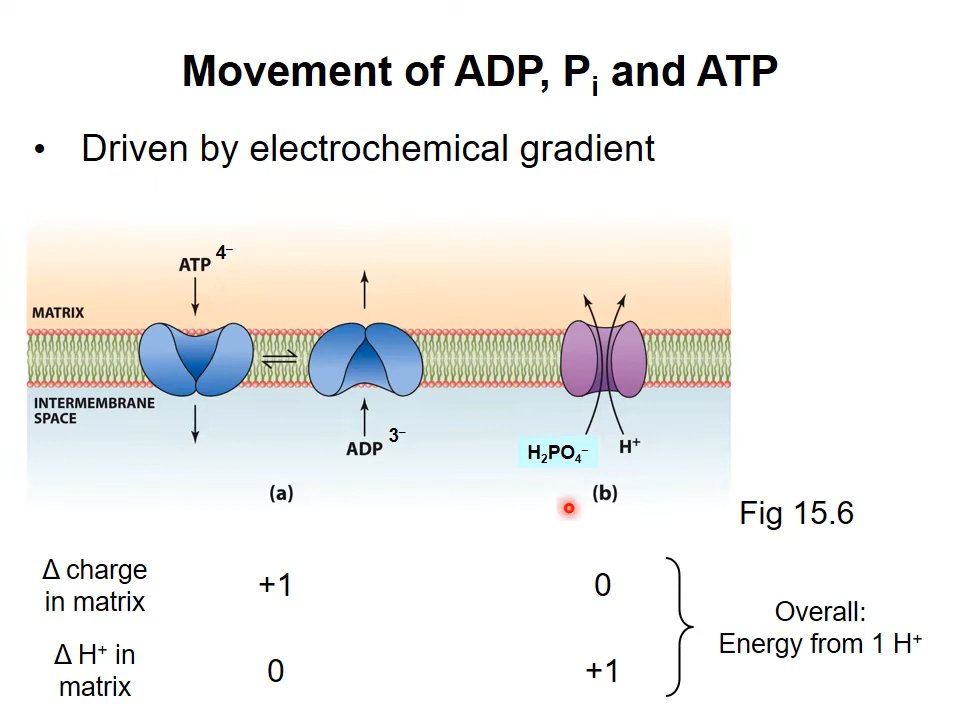 Movement of ADP, Pᵢ and ATP
• Driven by electrochemical gradient
ATP 4–
MATRIX
INTERMEMBRANE
SPACE
ADP 3–
H₂PO₄⁻
H⁺
(a)
(b)
Fig 15.6
Δ charge
in matrix
+1
0
Δ H⁺ in
matrix
0
+1
Overall:
Energy from 1 H⁺